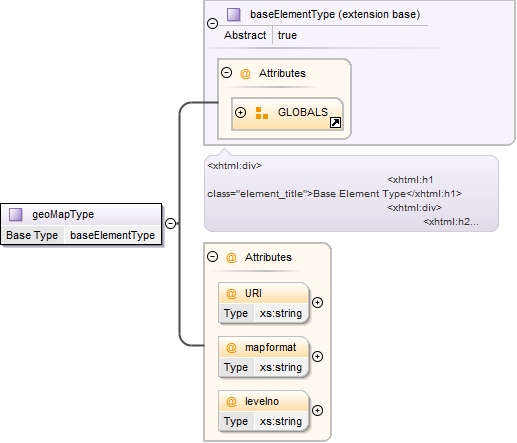 baseElementType (extension base)
Abstract true
@ Attributes
GLOBALS
<xhtml:div>
<xhtml:h1
class="element_title">Base Element Type</xhtml:h1>
<xhtml:div>
<xhtml:h2...
geoMapType
Base Type baseElementType
@ Attributes
@ URI
Type xs:string
@ mapformat
Type xs:string
@ levelno
Type xs:string